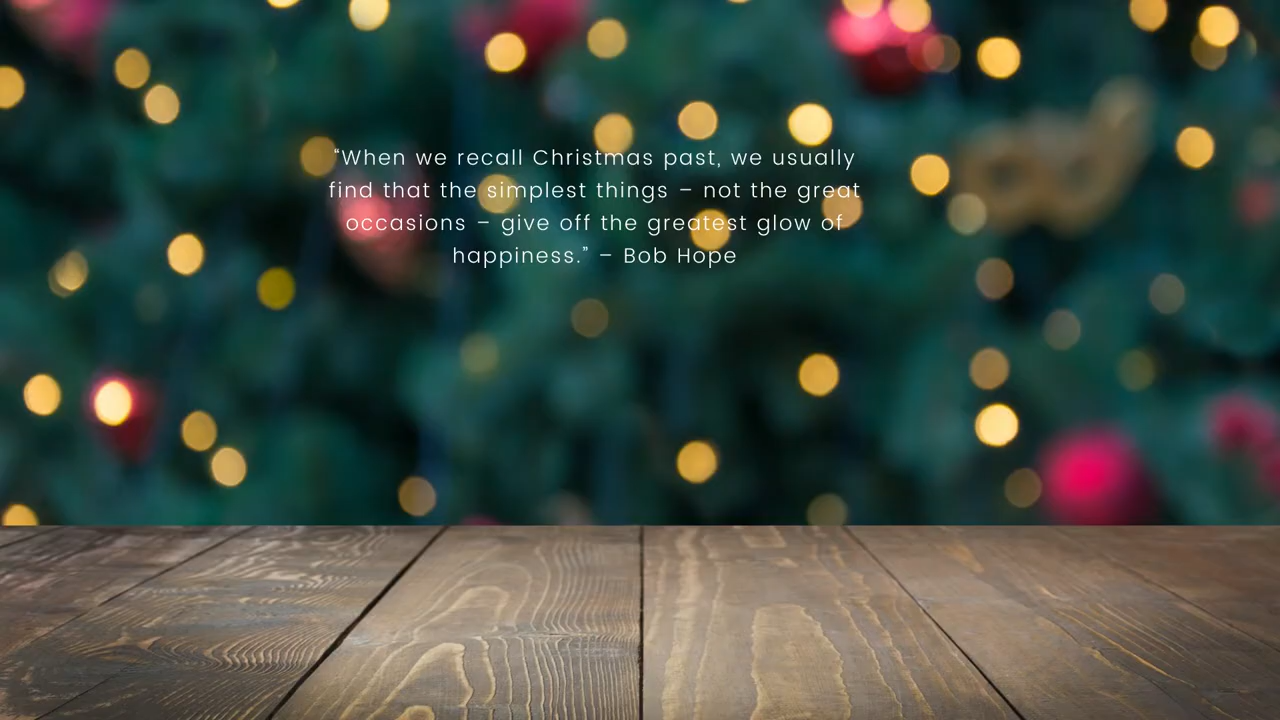 “When we recall Christmas past, we usually
find that the simplest things – not the great
occasions – give off the greatest glow of
happiness.” – Bob Hope